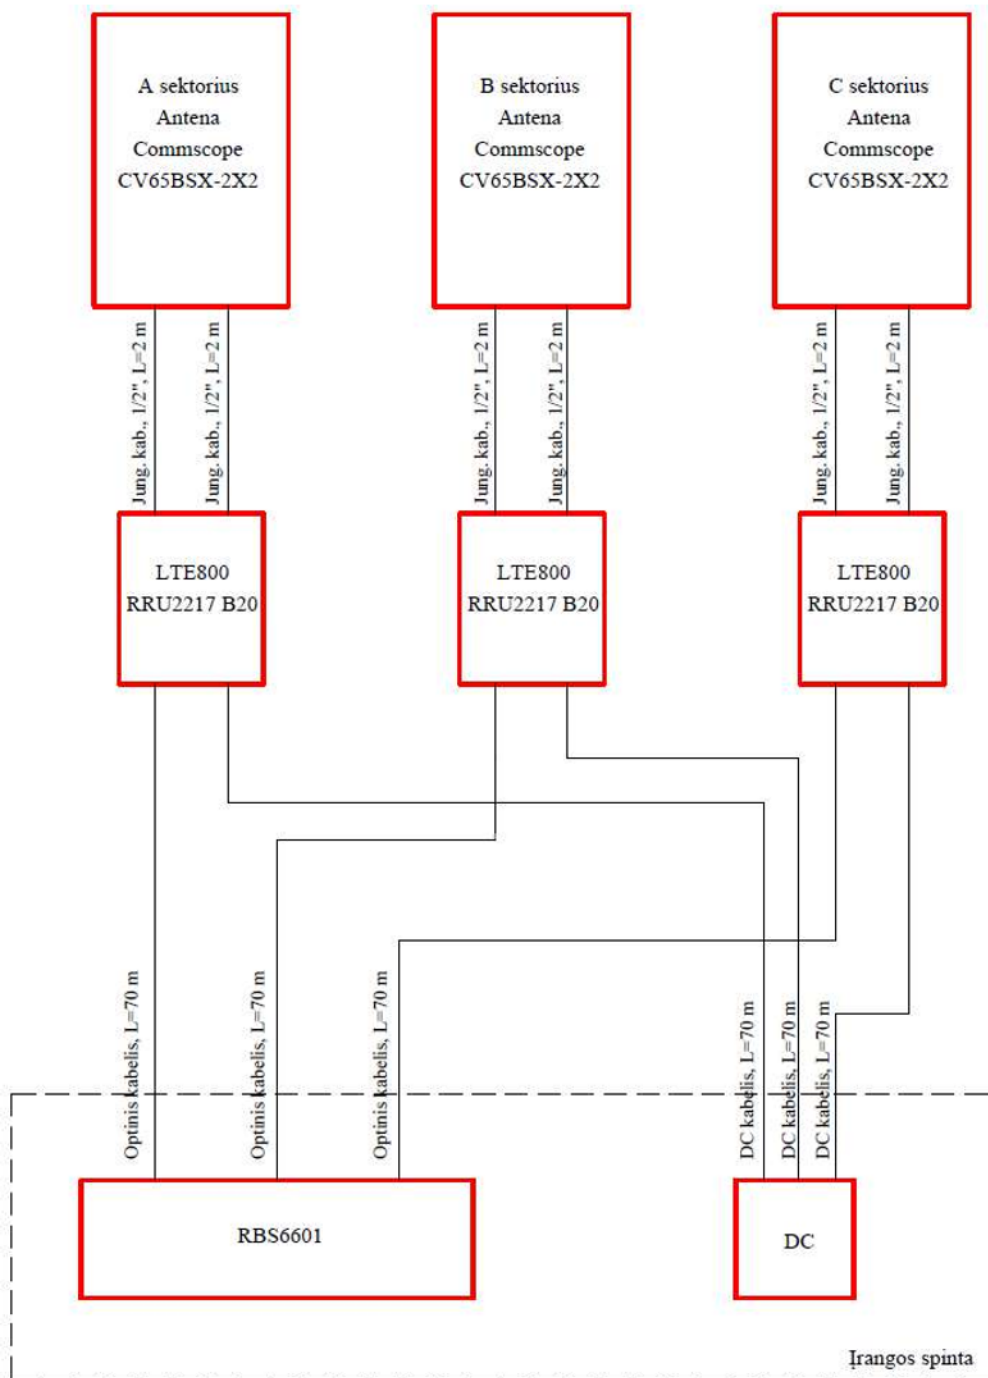 A sektorius
Antena
Commscope
CV65BSX-2X2
B sektorius
Antena
Commscope
CV65BSX-2X2
C sektorius
Antena
Commscope
CV65BSX-2X2
Jung. kab., 1/2", L=2 m
Jung. kab., 1/2", L=2 m
Jung. kab., 1/2", L=2 m
Jung. kab., 1/2", L=2 m
Jung. kab., 1/2", L=2 m
Jung. kab., 1/2", L=2 m
LTE800
RRU2217 B20
LTE800
RRU2217 B20
LTE800
RRU2217 B20
Optinis kabelis, L=70 m
Optinis kabelis, L=70 m
Optinis kabelis, L=70 m
DC kabelis, L=70 m
DC kabelis, L=70 m
DC kabelis, L=70 m
RBS6601
DC
Įrangos spinta